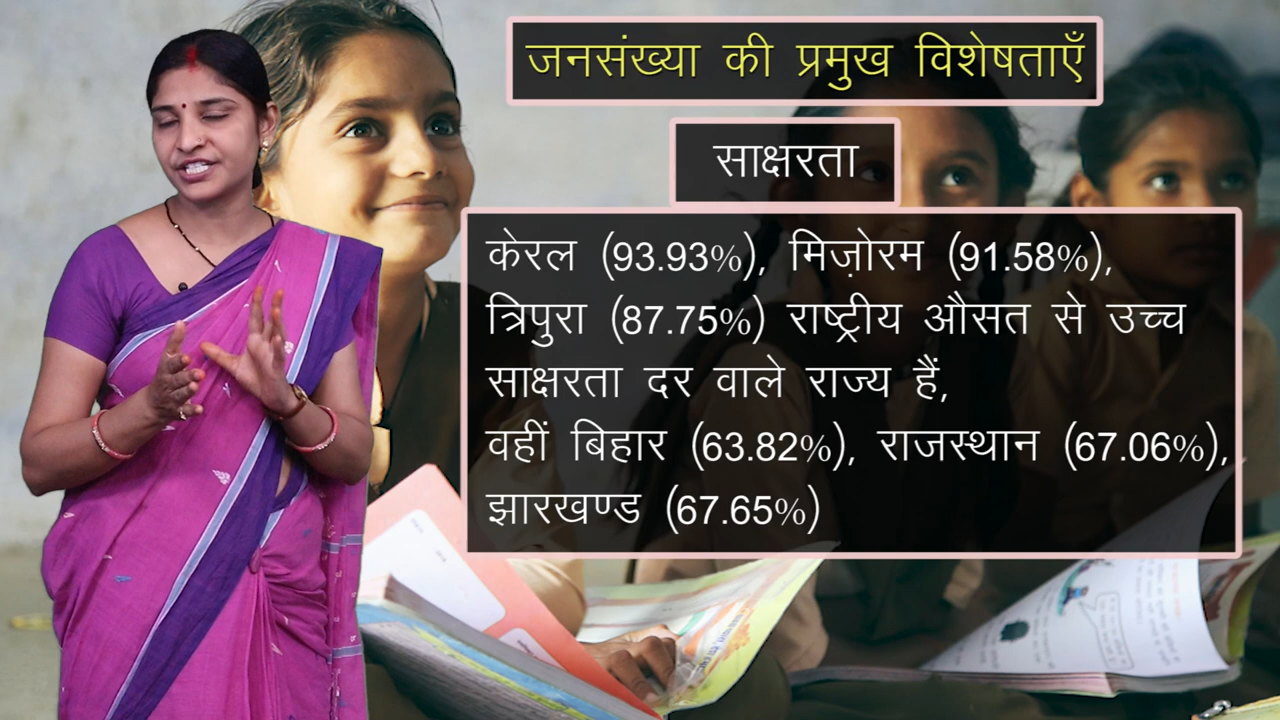 जनसंख्या की प्रमुख विशेषताएँ
साक्षरता
केरल (93.93%), मिज़ोरम (91.58%),
त्रिपुरा (87.75%) राष्ट्रीय औसत से उच्च
साक्षरता दर वाले राज्य हैं,
वहीं बिहार (63.82%), राजस्थान (67.06%),
झारखण्ड (67.65%)